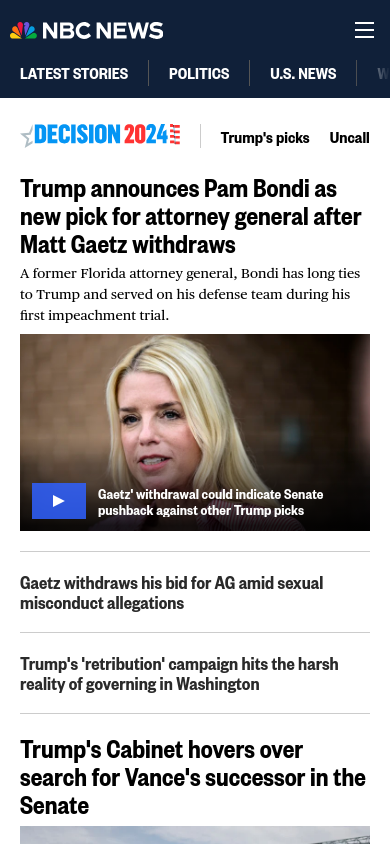 NBC NEWS
LATEST STORIES
POLITICS
U.S. NEWS
DECISION 2024
Trump's picks
Uncall
Trump announces Pam Bondi as
new pick for attorney general after
Matt Gaetz withdraws
A former Florida attorney general, Bondi has long ties
to Trump and served on his defense team during his
first impeachment trial.
Gaetz' withdrawal could indicate Senate
pushback against other Trump picks
Gaetz withdraws his bid for AG amid sexual
misconduct allegations
Trump's 'retribution' campaign hits the harsh
reality of governing in Washington
Trump's Cabinet hovers over
search for Vance's successor in the
Senate